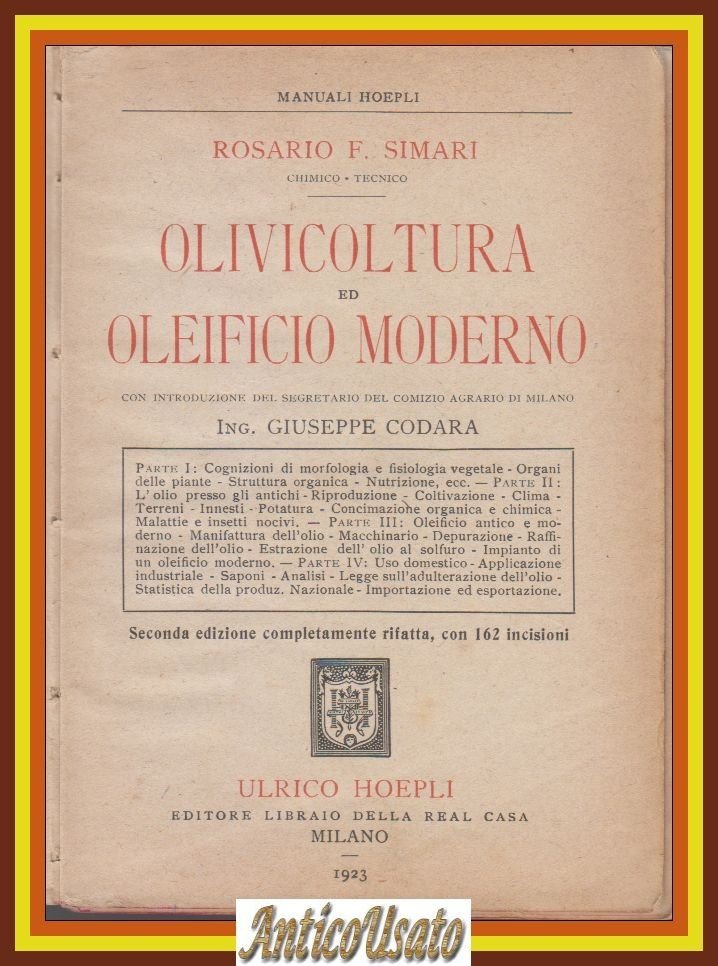 MANUALI HOEPLI
ROSARIO F. SIMARI
CHIMICO - TECNICO
OLIVICOLTURA
ED
OLEIFICIO MODERNO
CON INTRODUZIONE DEL SEGRETARIO DEL COMIZIO AGRARIO DI MILANO
ING. GIUSEPPE CODARA
PARTE I: Cognizioni di morfologia e fisiologia vegetale - Organi
delle piante - Struttura organica - Nutrizione, ecc. — PARTE II:
L'olio presso gli antichi - Riproduzione - Coltivazione - Clima -
Terreni - Innesti - Potatura - Concimazione organica e chimica -
Malattie e insetti nocivi. — PARTE III: Oleificio antico e mo-
derno - Manifattura dell'olio - Macchinario - Depurazione - Raffi-
nazione dell'olio - Estrazione dell'olio al solfuro - Impianto di
un oleificio moderno. — PARTE IV: Uso domestico - Applicazione
industriale - Saponi - Analisi - Legge sull'adulterazione dell'olio -
Statistica della produz. Nazionale - Importazione ed esportazione.
Seconda edizione completamente rifatta, con 162 incisioni
ULRICO HOEPLI
EDITORE LIBRAIO DELLA REAL CASA
MILANO
1923
AnticoUsato